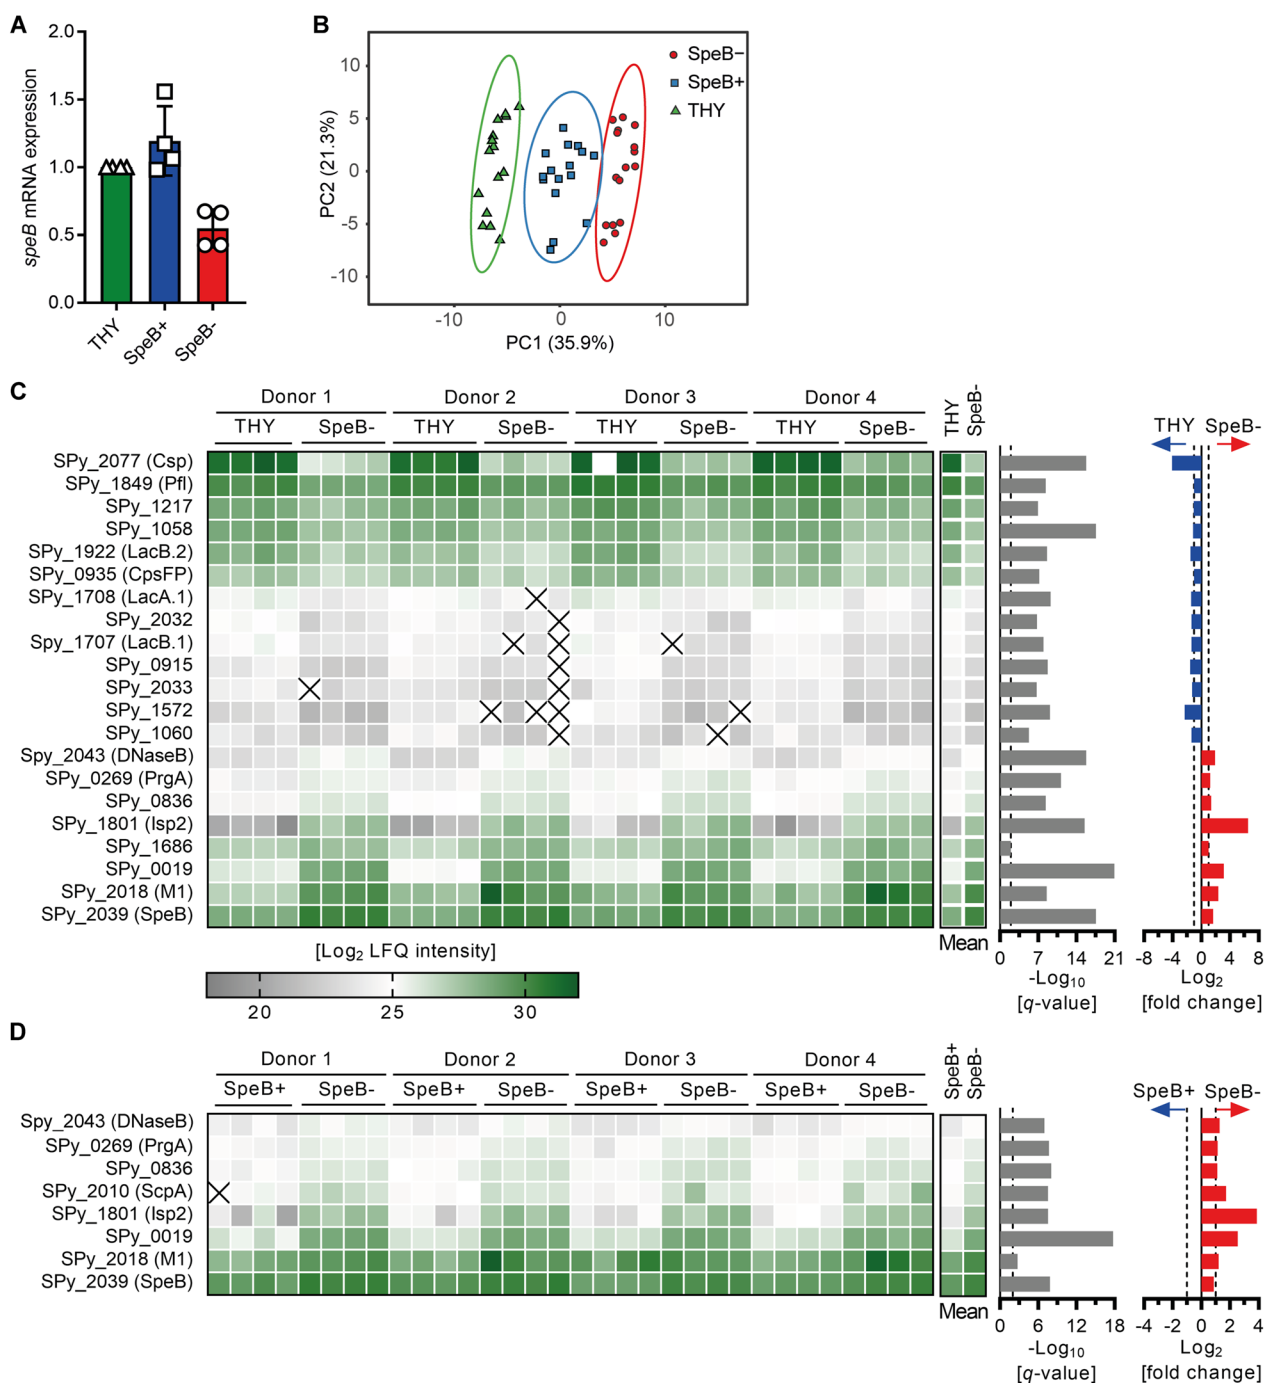 A
speB mRNA expression
2.0
1.5
1.0
0.5
0.0
THY
SpeB+
SpeB-
B
PC2 (21.3%)
10
5
0
-5
-10
SpeB−
SpeB+
THY
-10
0
10
PC1 (35.9%)
C
Donor 1
Donor 2
Donor 3
Donor 4
THY
SpeB-
THY
SpeB-
THY
SpeB-
THY
SpeB-
THY
SpeB-
THY
SpeB-
SPy_2077 (Csp)
SPy_1849 (Pfl)
SPy_1217
SPy_1058
SPy_1922 (LacB.2)
SPy_0935 (CpsFP)
SPy_1708 (LacA.1)
SPy_2032
Spy_1707 (LacB.1)
SPy_0915
SPy_2033
SPy_1572
SPy_1060
Spy_2043 (DNaseB)
SPy_0269 (PrgA)
SPy_0836
SPy_1801 (Isp2)
SPy_1686
SPy_0019
SPy_2018 (M1)
SPy_2039 (SpeB)
Mean
0 7 14 21
-Log10
[q-value]
-8 -4 0 4 8
Log2
[fold change]
[Log2 LFQ intensity]
20 25 30
D
Donor 1
Donor 2
Donor 3
Donor 4
SpeB+
SpeB-
SpeB+
SpeB-
SpeB+
SpeB-
SpeB+
SpeB-
SpeB+
SpeB-
SpeB+
SpeB-
Spy_2043 (DNaseB)
SPy_0269 (PrgA)
SPy_0836
SPy_2010 (ScpA)
SPy_1801 (Isp2)
SPy_0019
SPy_2018 (M1)
SPy_2039 (SpeB)
Mean
0 6 12 18
-Log10
[q-value]
-4 -2 0 2 4
Log2
[fold change]